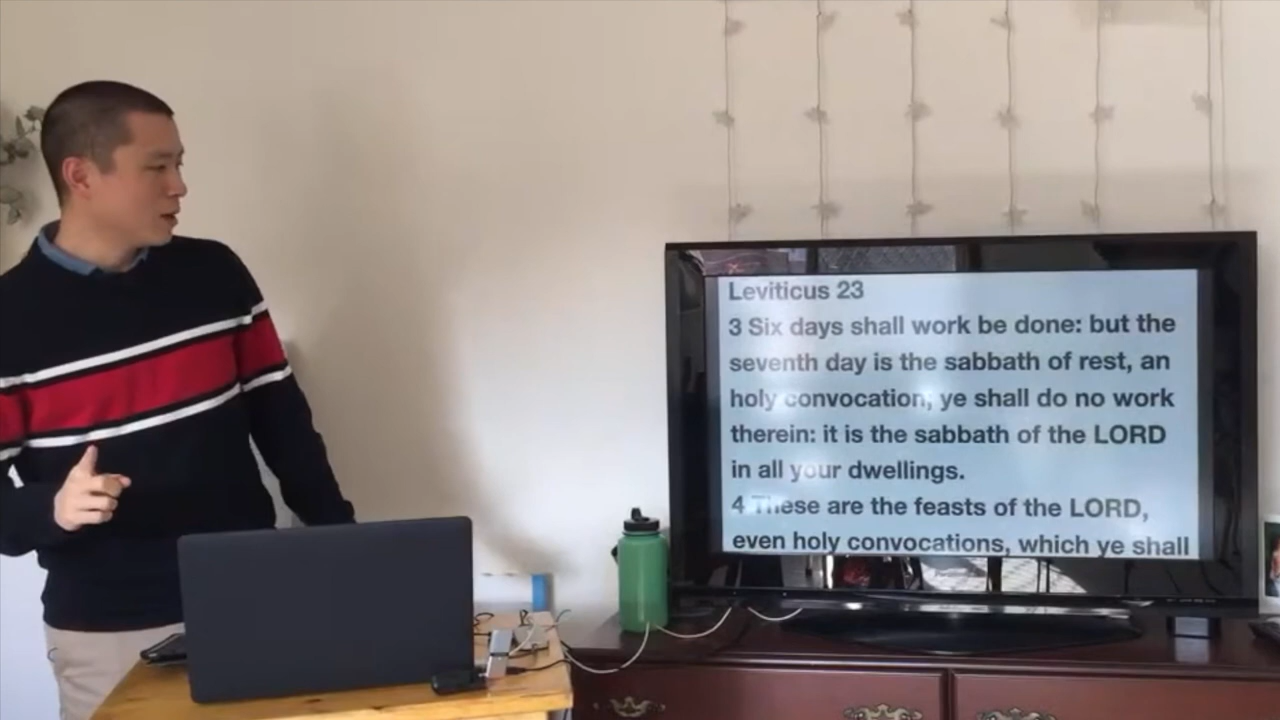 Leviticus 23
3 Six days shall work be done: but the
seventh day is the sabbath of rest, an
holy convocation; ye shall do no work
therein: it is the sabbath of the LORD
in all your dwellings.
4 These are the feasts of the LORD,
even holy convocations, which ye shall